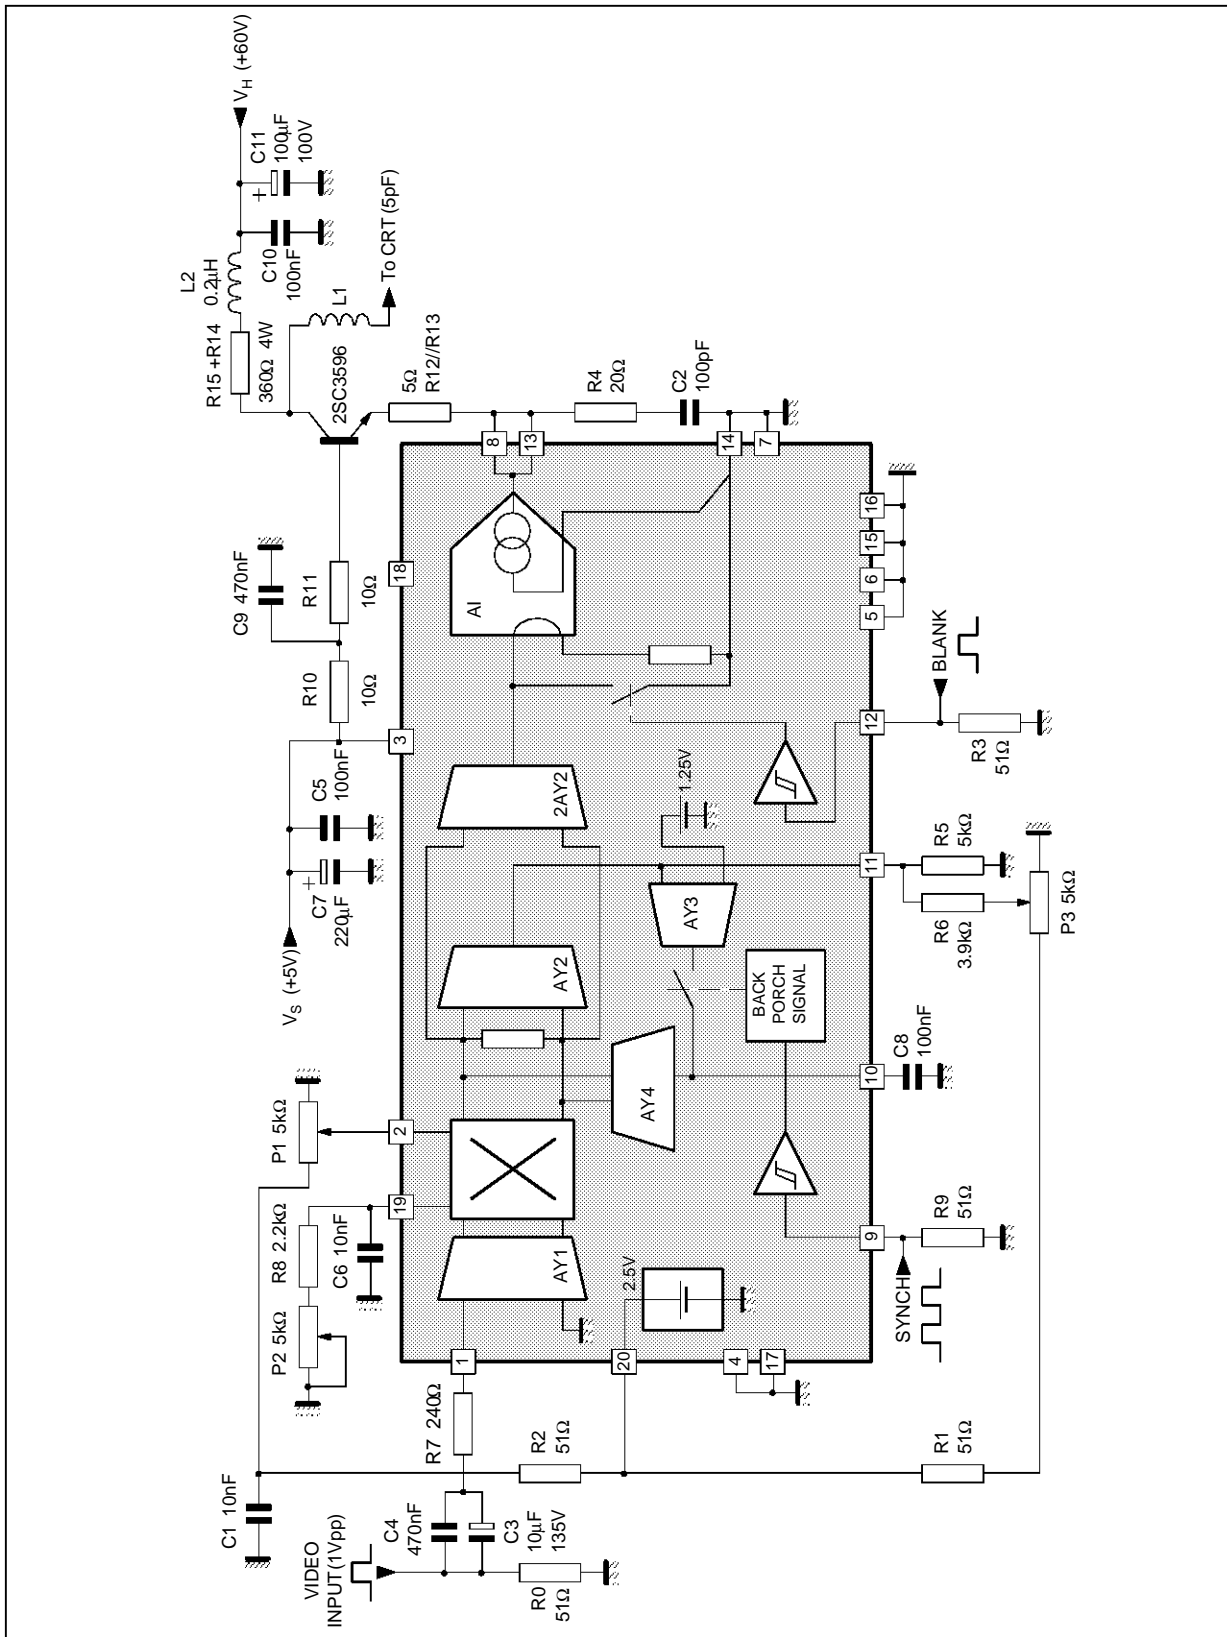 C1 10nF
P2 5kΩ
R8 2.2kΩ
C6 10nF
P1 5kΩ
VS (+5V)
C7
220µF
+
C5
100nF
R10
10Ω
C9 470nF
R11
10Ω
2SC3596
R15 +R14
360Ω 4W
L2
0.2µH
C10
100nF
+
C11
100µF
100V
VH (+60V)
L1
To CRT (5pF)
5Ω
R12//R13
R4
20Ω
C2
100pF
VIDEO
INPUT(1Vpp)
C4
470nF
C3
10µF
135V
R0
51Ω
R7 240Ω
R2
51Ω
R1
51Ω
19
2
3
18
1
20
4
17
8
13
14
7
9
10
11
12
5
6
15
16
AY1
AY2
2AY2
AI
AY4
AY3
1.25V
2.5V
BACK
PORCH
SIGNAL
SYNCH
R9
51Ω
C8
100nF
R6
3.9kΩ
R5
5kΩ
P3 5kΩ
BLANK
R3
51Ω